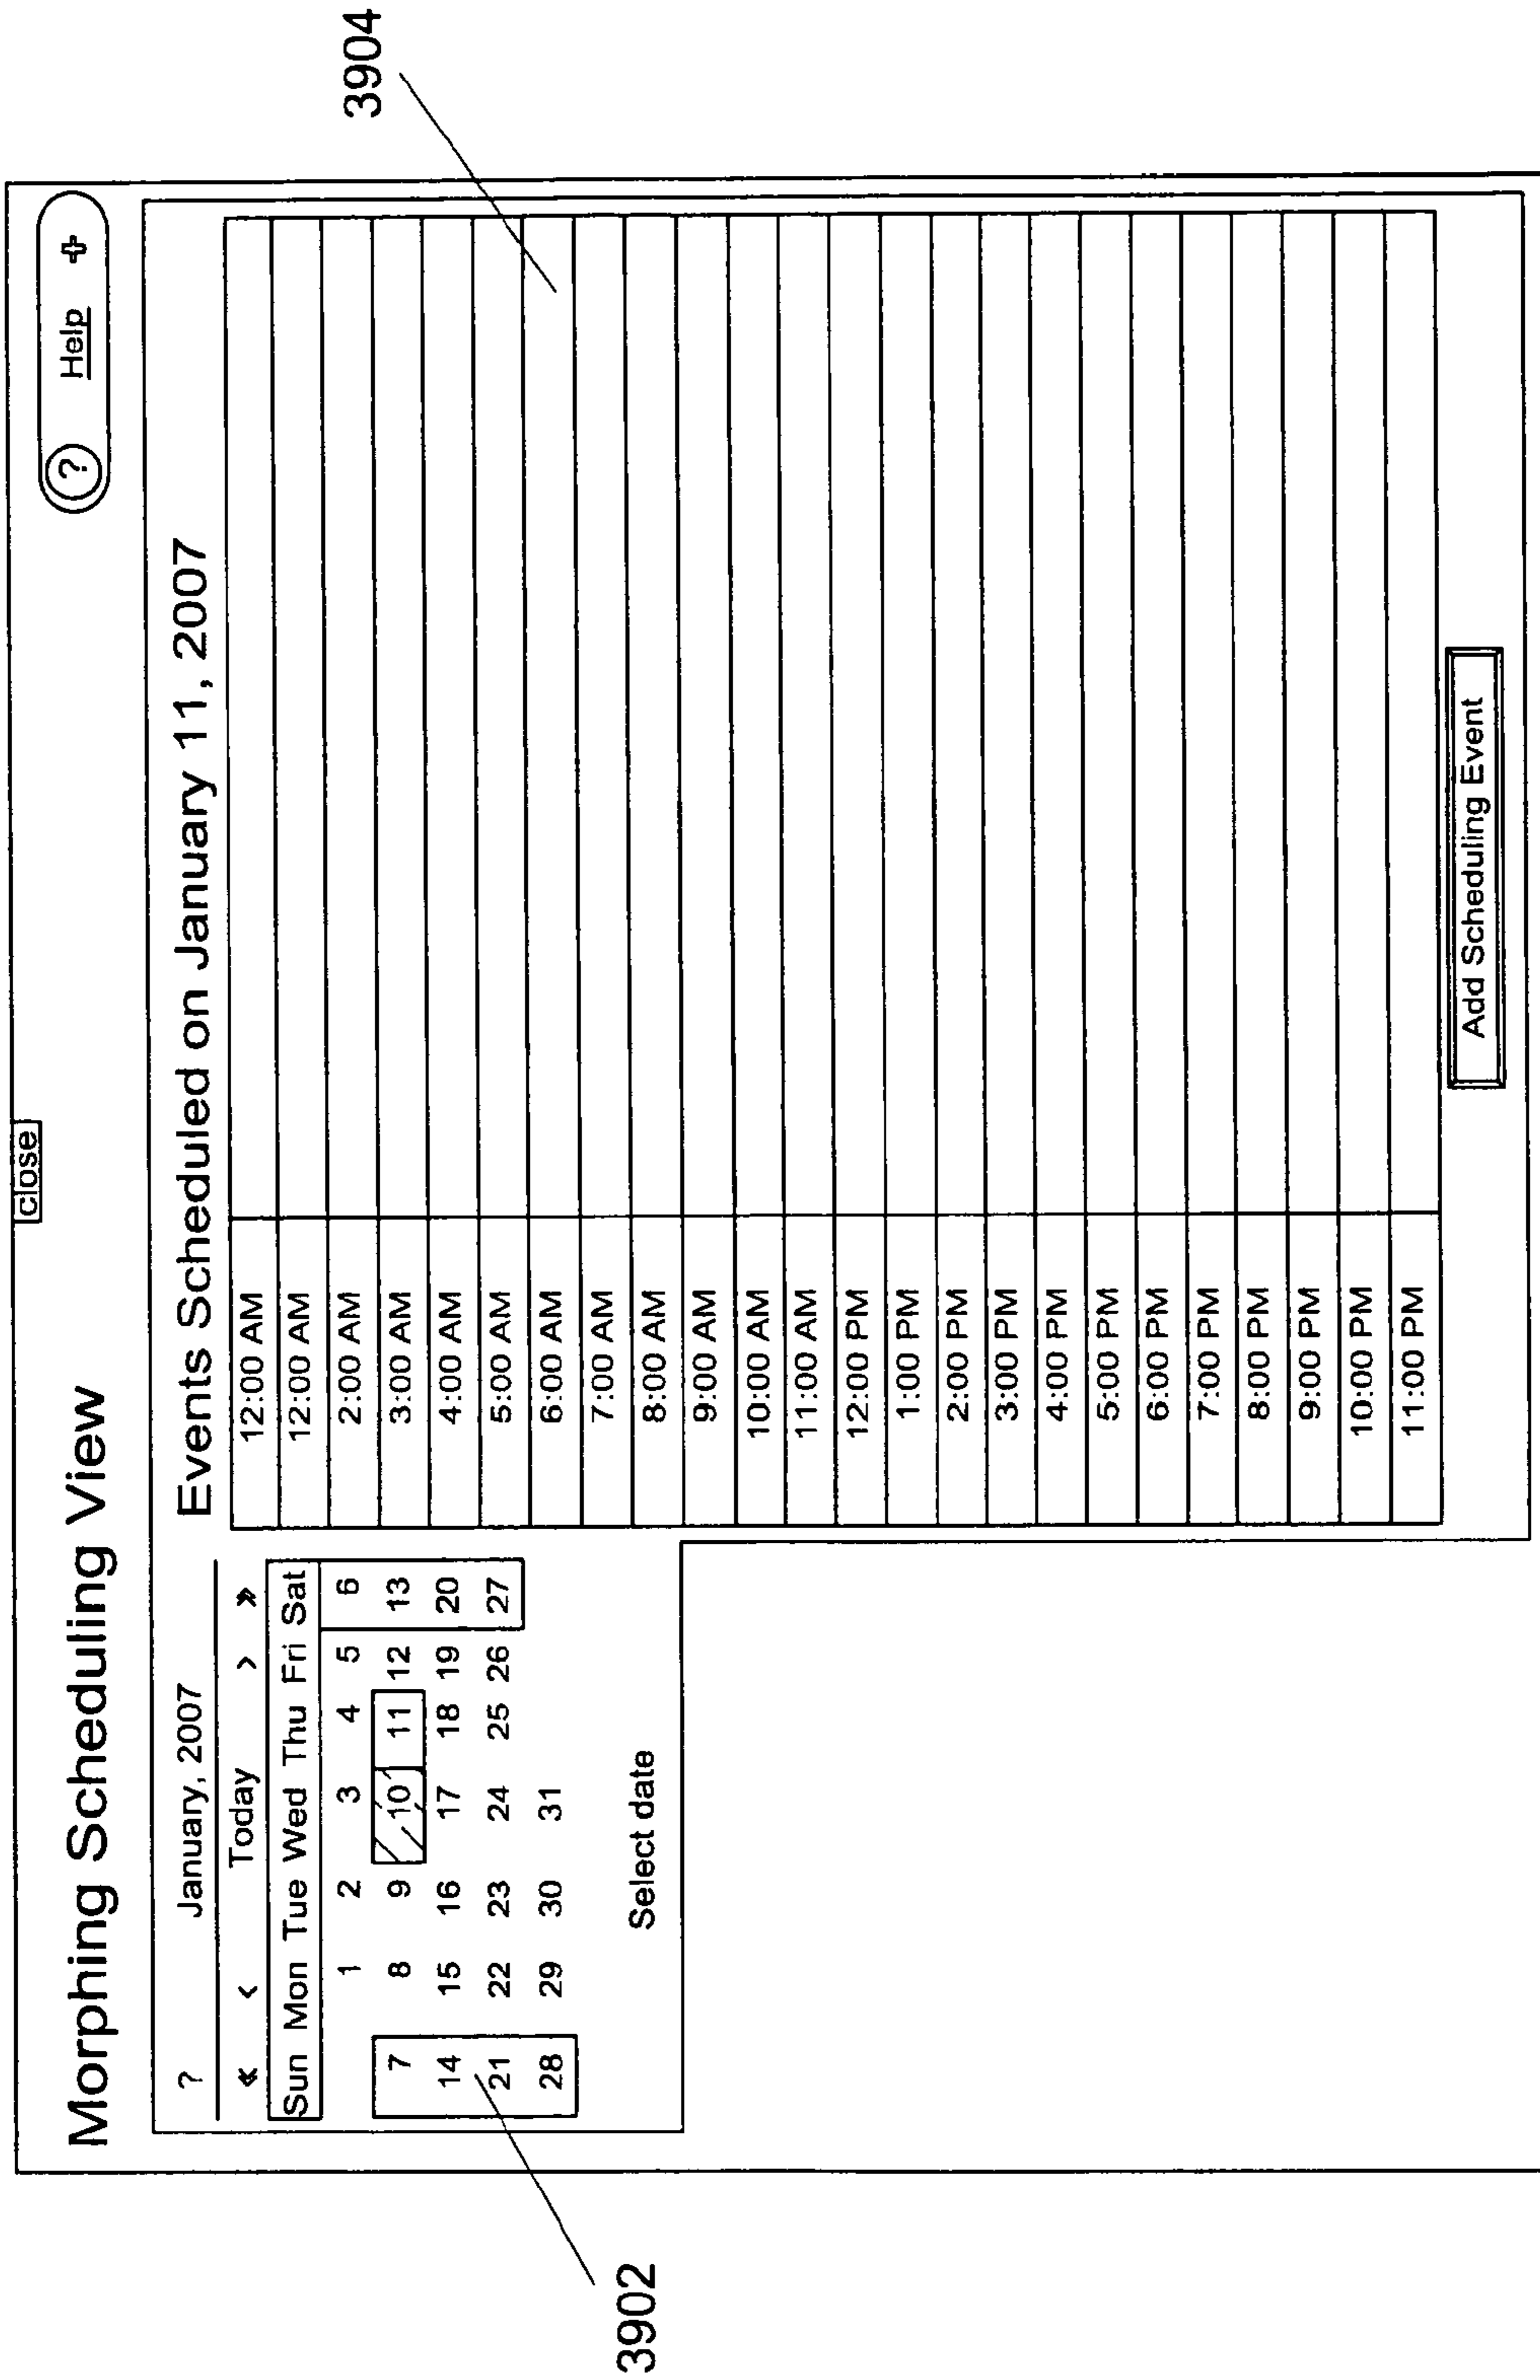 close
Morphing Scheduling View
? Help +
? January, 2007
« < Today > »
Sun Mon Tue Wed Thu Fri Sat
1 2 3 4 5 6
7 8 9 10 11 12 13
14 15 16 17 18 19 20
21 22 23 24 25 26 27
28 29 30 31
Select date
Events Scheduled on January 11, 2007
12:00 AM
12:00 AM
2:00 AM
3:00 AM
4:00 AM
5:00 AM
6:00 AM
7:00 AM
8:00 AM
9:00 AM
10:00 AM
11:00 AM
12:00 PM
1:00 PM
2:00 PM
3:00 PM
4:00 PM
5:00 PM
6:00 PM
7:00 PM
8:00 PM
9:00 PM
10:00 PM
11:00 PM
Add Scheduling Event
3902
3904